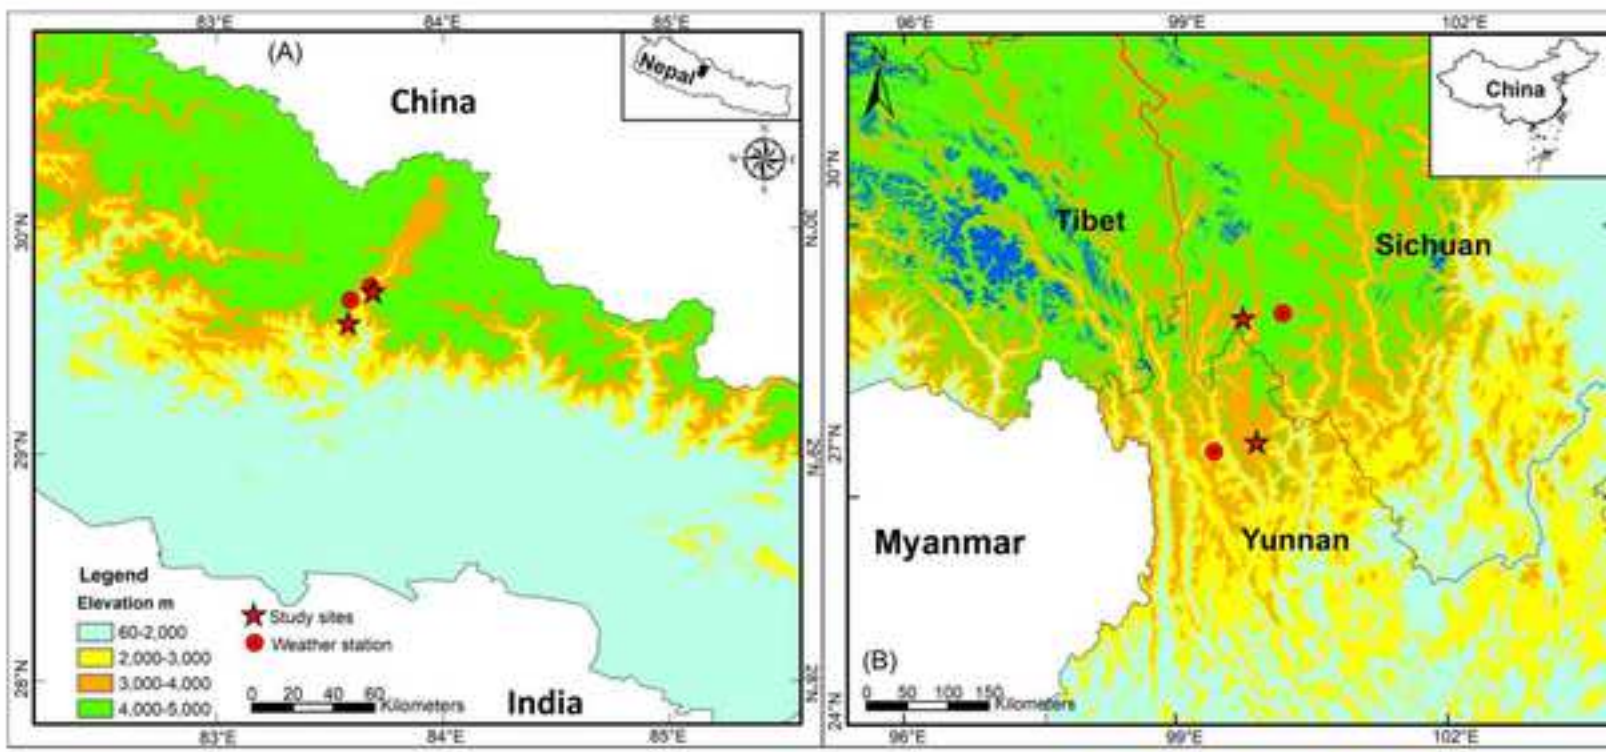 83°E 84°E 85°E
(A)
Nepal
China
N
W E
S
30°N
30°N
29°N
29°N
Legend
Elevation m
60-2,000
2,000-3,000
3,000-4,000
4,000-5,000
Study sites
Weather station
0 20 40 60
Kilometers
India
28°N
28°N
83°E 84°E 85°E
96°E 99°E 102°E
China
30°N
Tibet
Sichuan
27°N
Myanmar
Yunnan
(B)
0 50 100 150
Kilometers
24°N
96°E 99°E 102°E